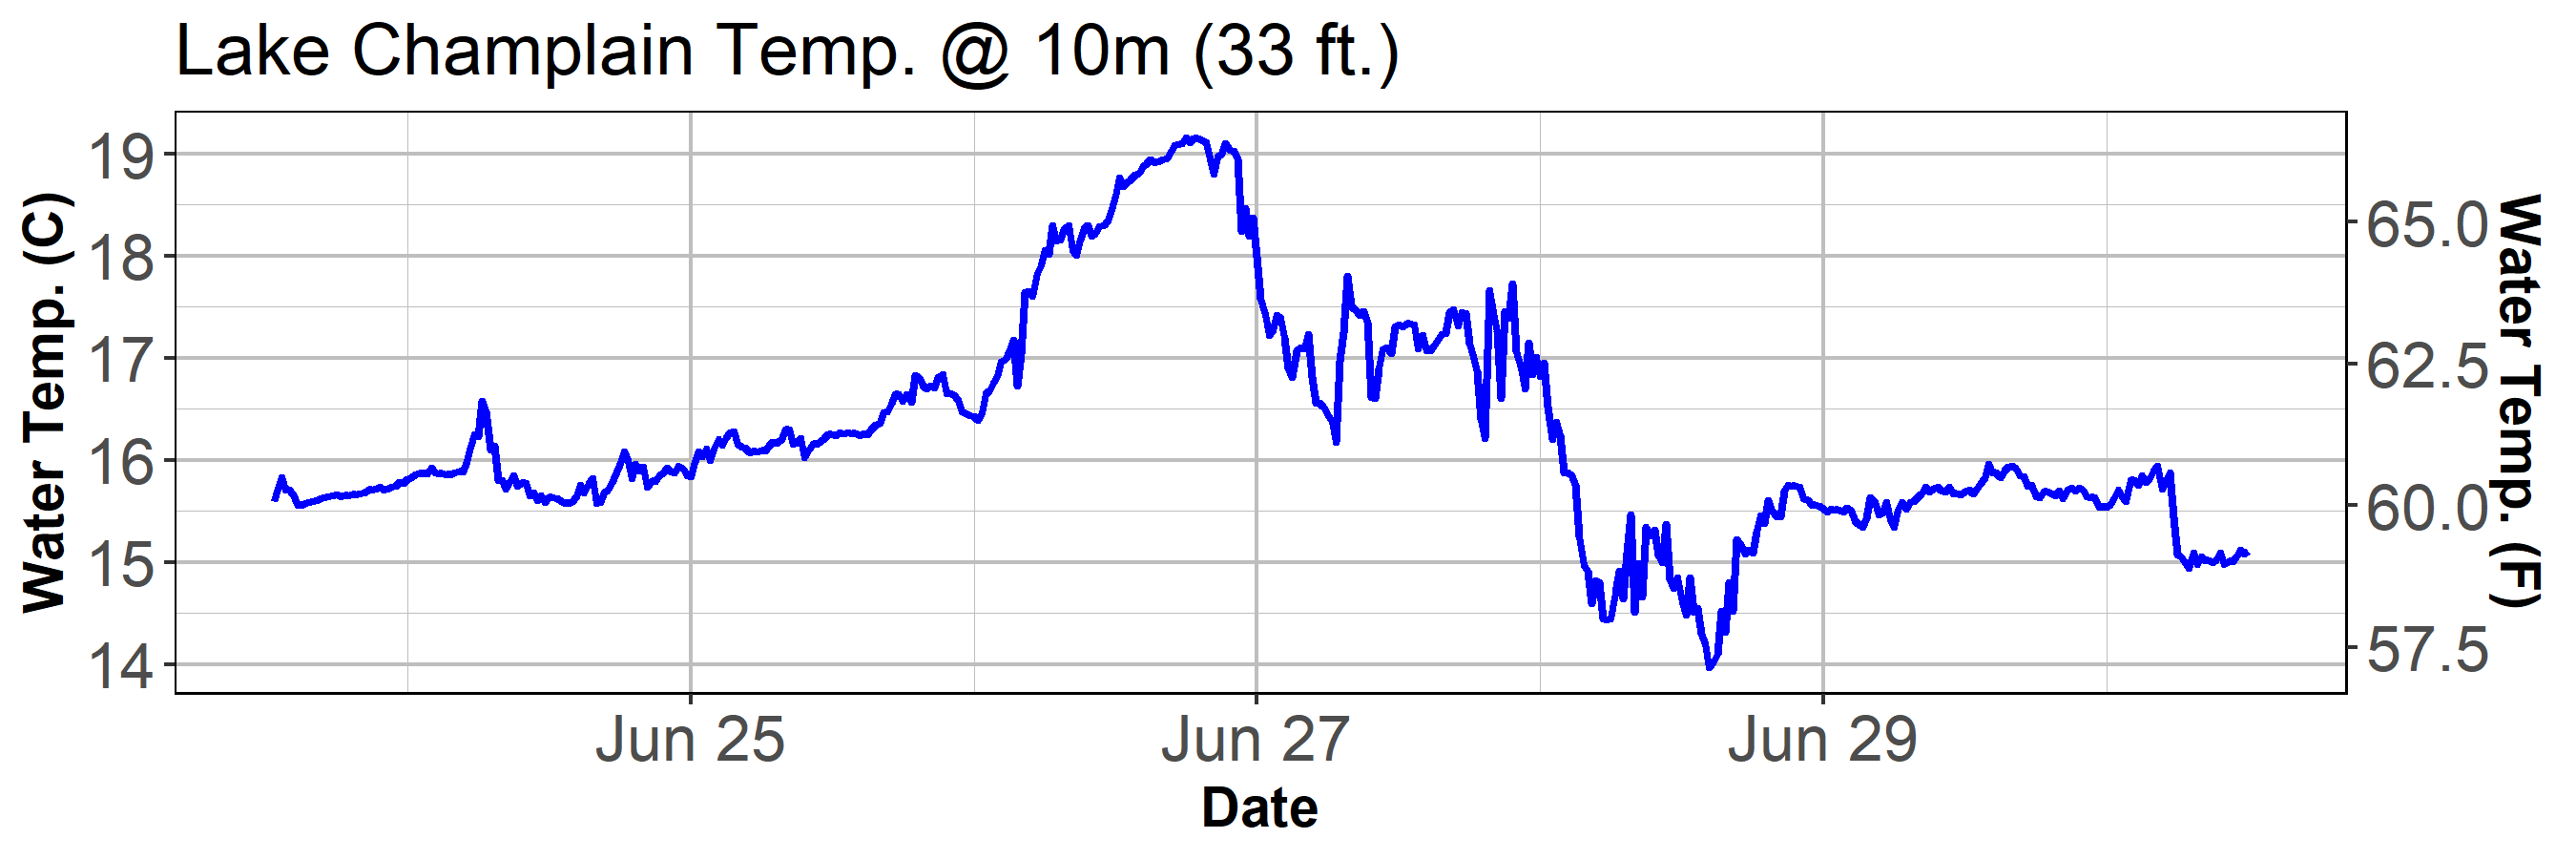 Lake Champlain Temp. @ 10m (33 ft.)
Water Temp. (C)
19
18
17
16
15
14
65.0
62.5
60.0
57.5
Water Temp. (F)
Jun 25
Jun 27
Jun 29
Date